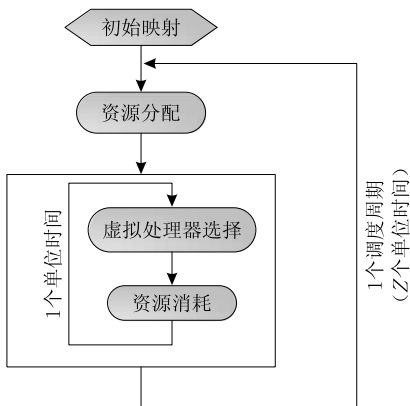 初始映射
资源分配
虚拟处理器选择
资源消耗
1个单位时间
1个调度周期
（Z个单位时间）